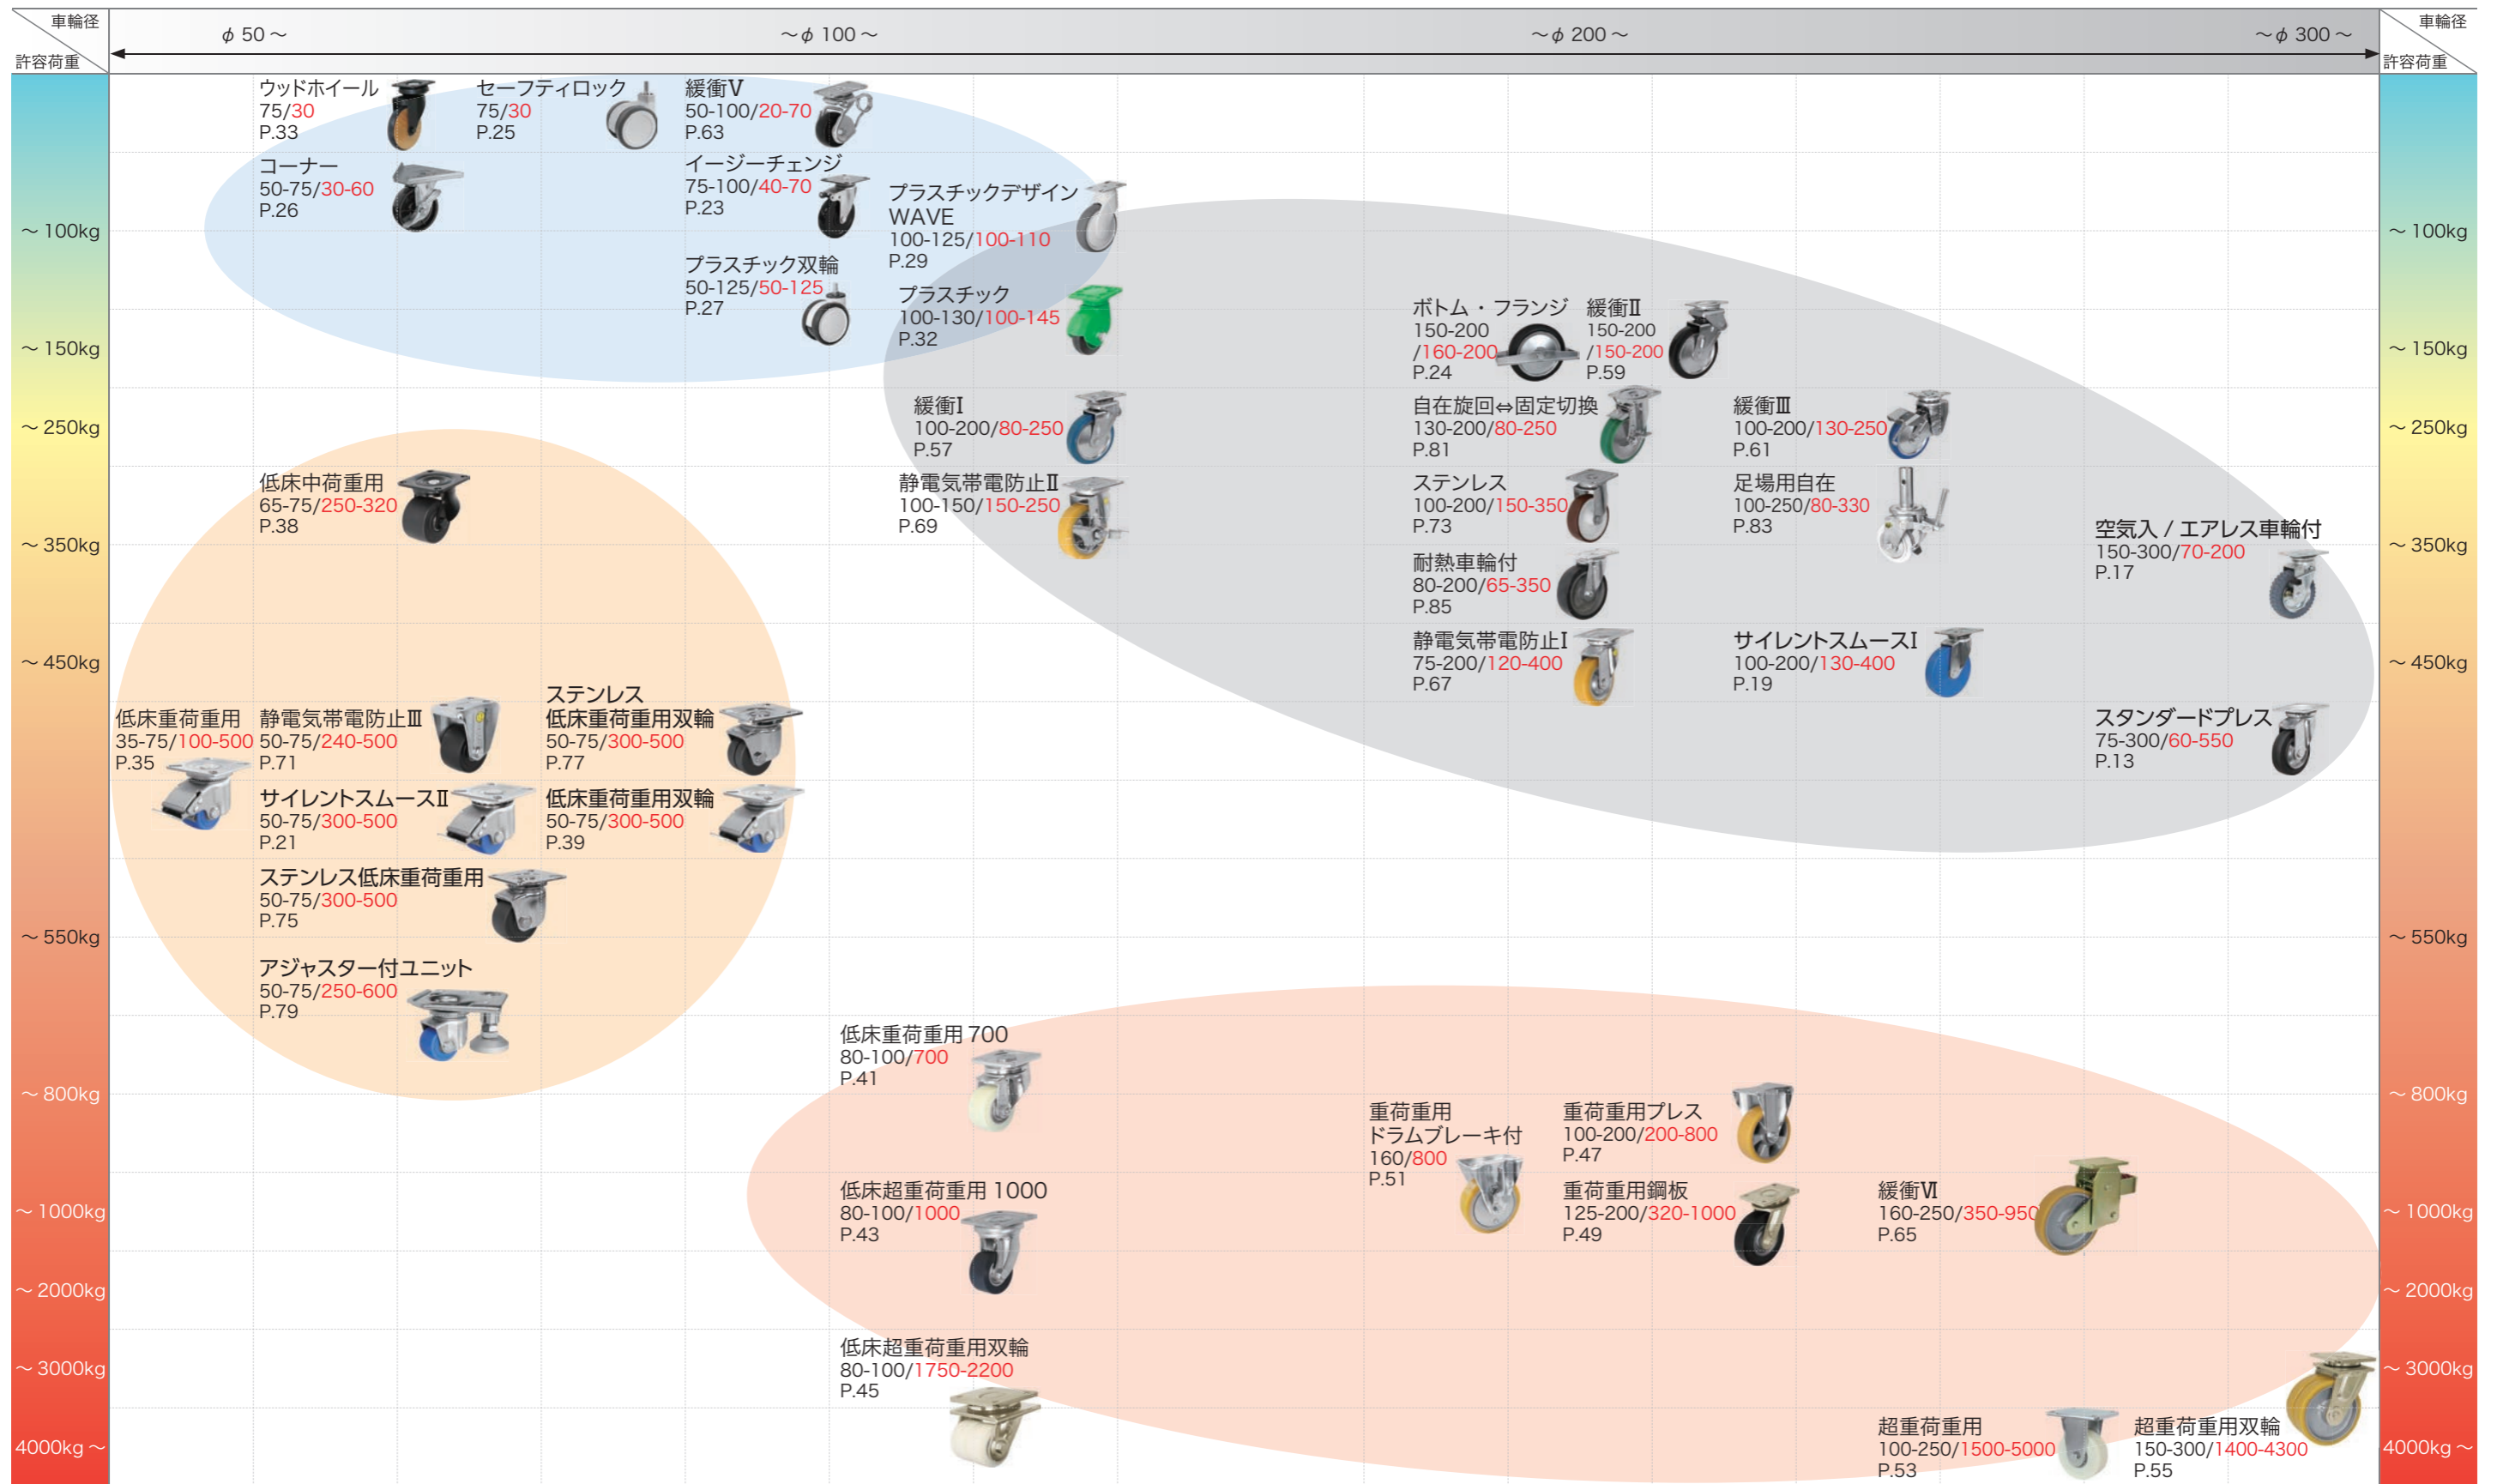 車輪径
許容荷重
φ 50 ～
～φ 100 ～
～φ 200 ～
～φ 300 ～
車輪径
許容荷重
～ 100kg
～ 150kg
～ 250kg
～ 350kg
～ 450kg
～ 550kg
～ 800kg
～ 1000kg
～ 2000kg
～ 3000kg
4000kg ～
ウッドホイール
75/30
P.33
セーフティロック
75/30
P.25
緩衝Ⅴ
50-100/20-70
P.63
コーナー
50-75/30-60
P.26
イージーチェンジ
75-100/40-70
P.23
プラスチックデザイン
WAVE
100-125/100-110
P.29
プラスチック双輪
50-125/50-125
P.27
プラスチック
100-130/100-145
P.32
ボトム・フランジ
150-200
/160-200
P.24
緩衝Ⅱ
150-200
/150-200
P.59
緩衝Ⅰ
100-200/80-250
P.57
自在旋回⇔固定切換
130-200/80-250
P.81
緩衝Ⅲ
100-200/130-250
P.61
低床中荷重用
65-75/250-320
P.38
静電気帯電防止Ⅱ
100-150/150-250
P.69
ステンレス
100-200/150-350
P.73
足場用自在
100-250/80-330
P.83
空気入 / エアレス車輪付
150-300/70-200
P.17
耐熱車輪付
80-200/65-350
P.85
静電気帯電防止Ⅰ
75-200/120-400
P.67
サイレントスムースⅠ
100-200/130-400
P.19
低床重荷重用
35-75/100-500
P.35
静電気帯電防止Ⅲ
50-75/240-500
P.71
ステンレス
低床重荷重用双輪
50-75/300-500
P.77
スタンダードプレス
75-300/60-550
P.13
サイレントスムースⅡ
50-75/300-500
P.21
低床重荷重用双輪
50-75/300-500
P.39
ステンレス低床重荷重用
50-75/300-500
P.75
アジャスター付ユニット
50-75/250-600
P.79
低床重荷重用 700
80-100/700
P.41
重荷重用
ドラムブレーキ付
160/800
P.51
重荷重用プレス
100-200/200-800
P.47
低床超重荷重用 1000
80-100/1000
P.43
重荷重用鋼板
125-200/320-1000
P.49
緩衝Ⅵ
160-250/350-950
P.65
低床超重荷重用双輪
80-100/1750-2200
P.45
超重荷重用
100-250/1500-5000
P.53
超重荷重用双輪
150-300/1400-4300
P.55
～ 100kg
～ 150kg
～ 250kg
～ 350kg
～ 450kg
～ 550kg
～ 800kg
～ 1000kg
～ 2000kg
～ 3000kg
4000kg ～